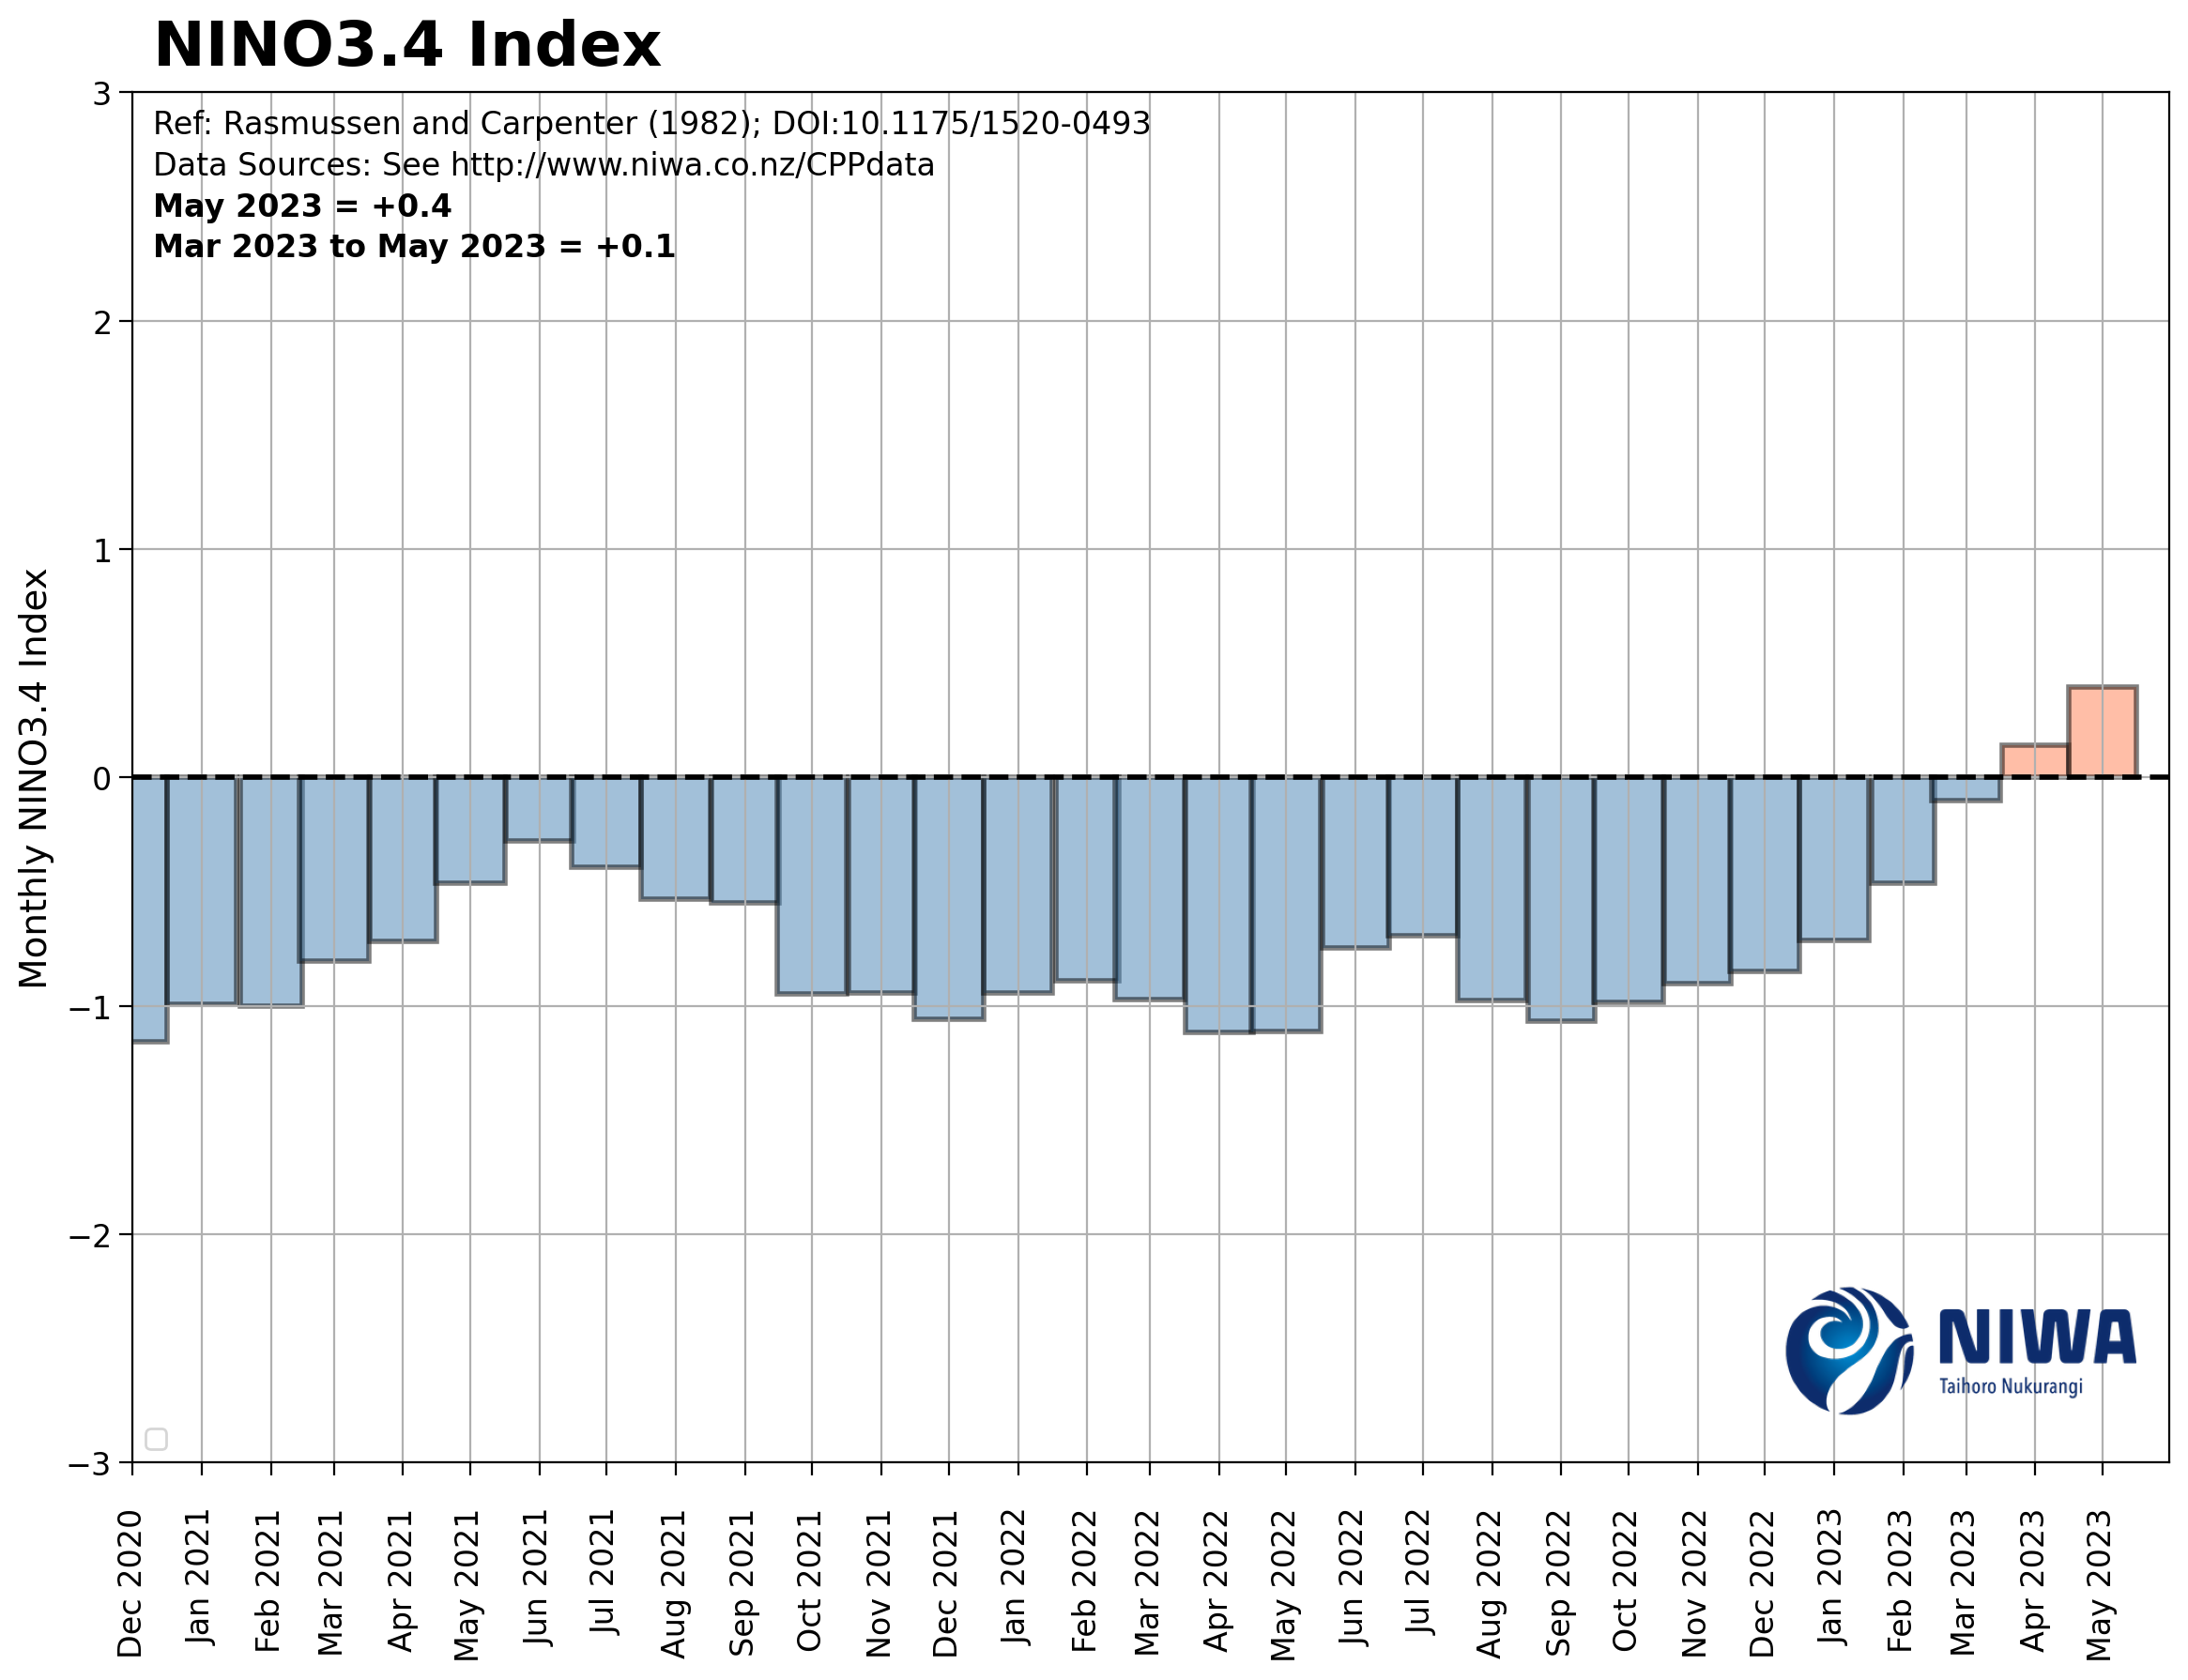 NINO3.4 Index
Ref: Rasmussen and Carpenter (1982); DOI:10.1175/1520-0493
Data Sources: See http://www.niwa.co.nz/CPPdata
May 2023 = +0.4
Mar 2023 to May 2023 = +0.1
Monthly NINO3.4 Index
3
2
1
0
−1
−2
−3
NIWA
Taihoro Nukurangi
Dec 2020
Jan 2021
Feb 2021
Mar 2021
Apr 2021
May 2021
Jun 2021
Jul 2021
Aug 2021
Sep 2021
Oct 2021
Nov 2021
Dec 2021
Jan 2022
Feb 2022
Mar 2022
Apr 2022
May 2022
Jun 2022
Jul 2022
Aug 2022
Sep 2022
Oct 2022
Nov 2022
Dec 2022
Jan 2023
Feb 2023
Mar 2023
Apr 2023
May 2023